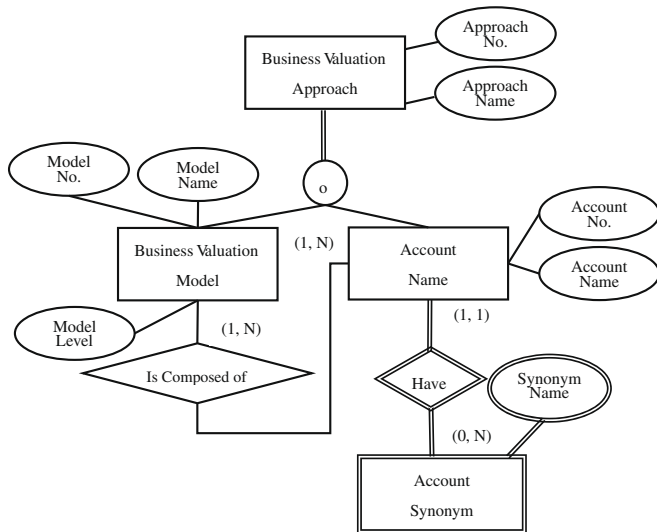 Business Valuation
Approach
Approach
No.
Approach
Name
Model
No.
Model
Name
o
Business Valuation
Model
(1, N)
Account
Name
Account
No.
Account
Name
Model
Level
(1, N)
(1, 1)
Is Composed of
Have
Synonym
Name
(0, N)
Account
Synonym